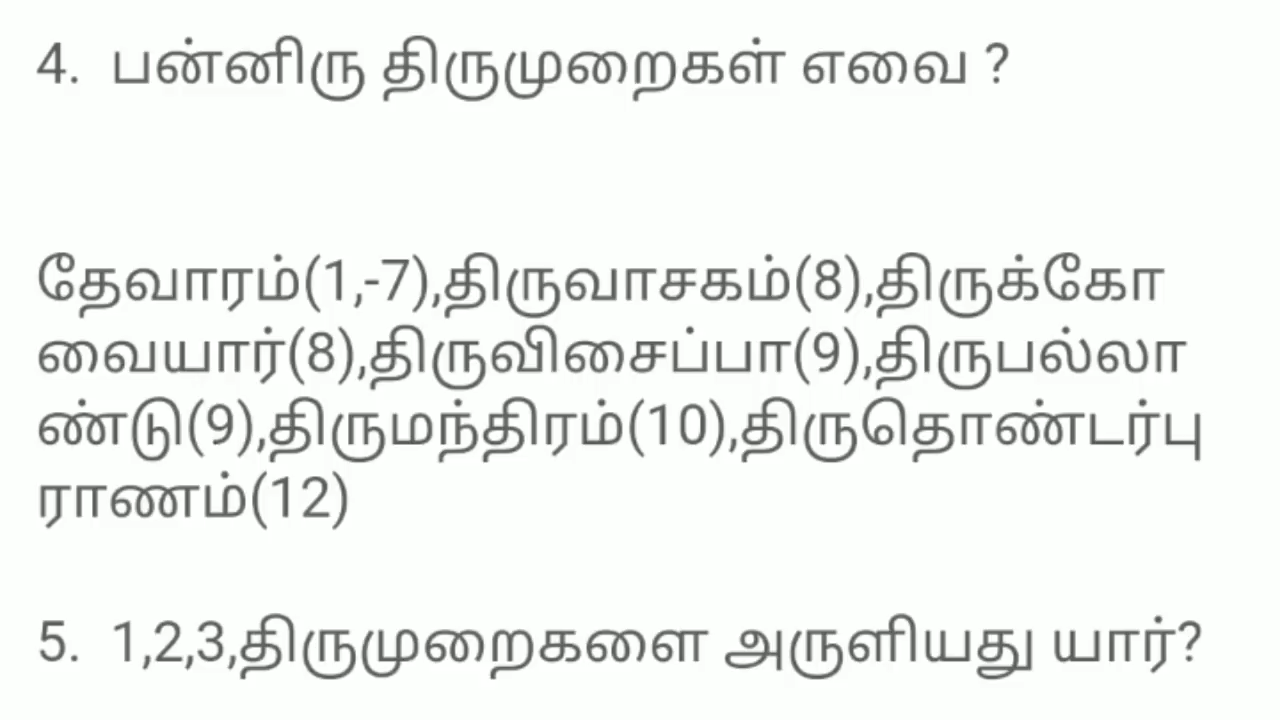 4. பன்னிரு திருமுறைகள் எவை ?
தேவாரம்(1,-7),திருவாசகம்(8),திருக்கோ
வையார்(8),திருவிசைப்பா(9),திருபல்லா
ண்டு(9),திருமந்திரம்(10),திருதொண்டர்பு
ராணம்(12)
5. 1,2,3,திருமுறைகளை அருளியது யார்?